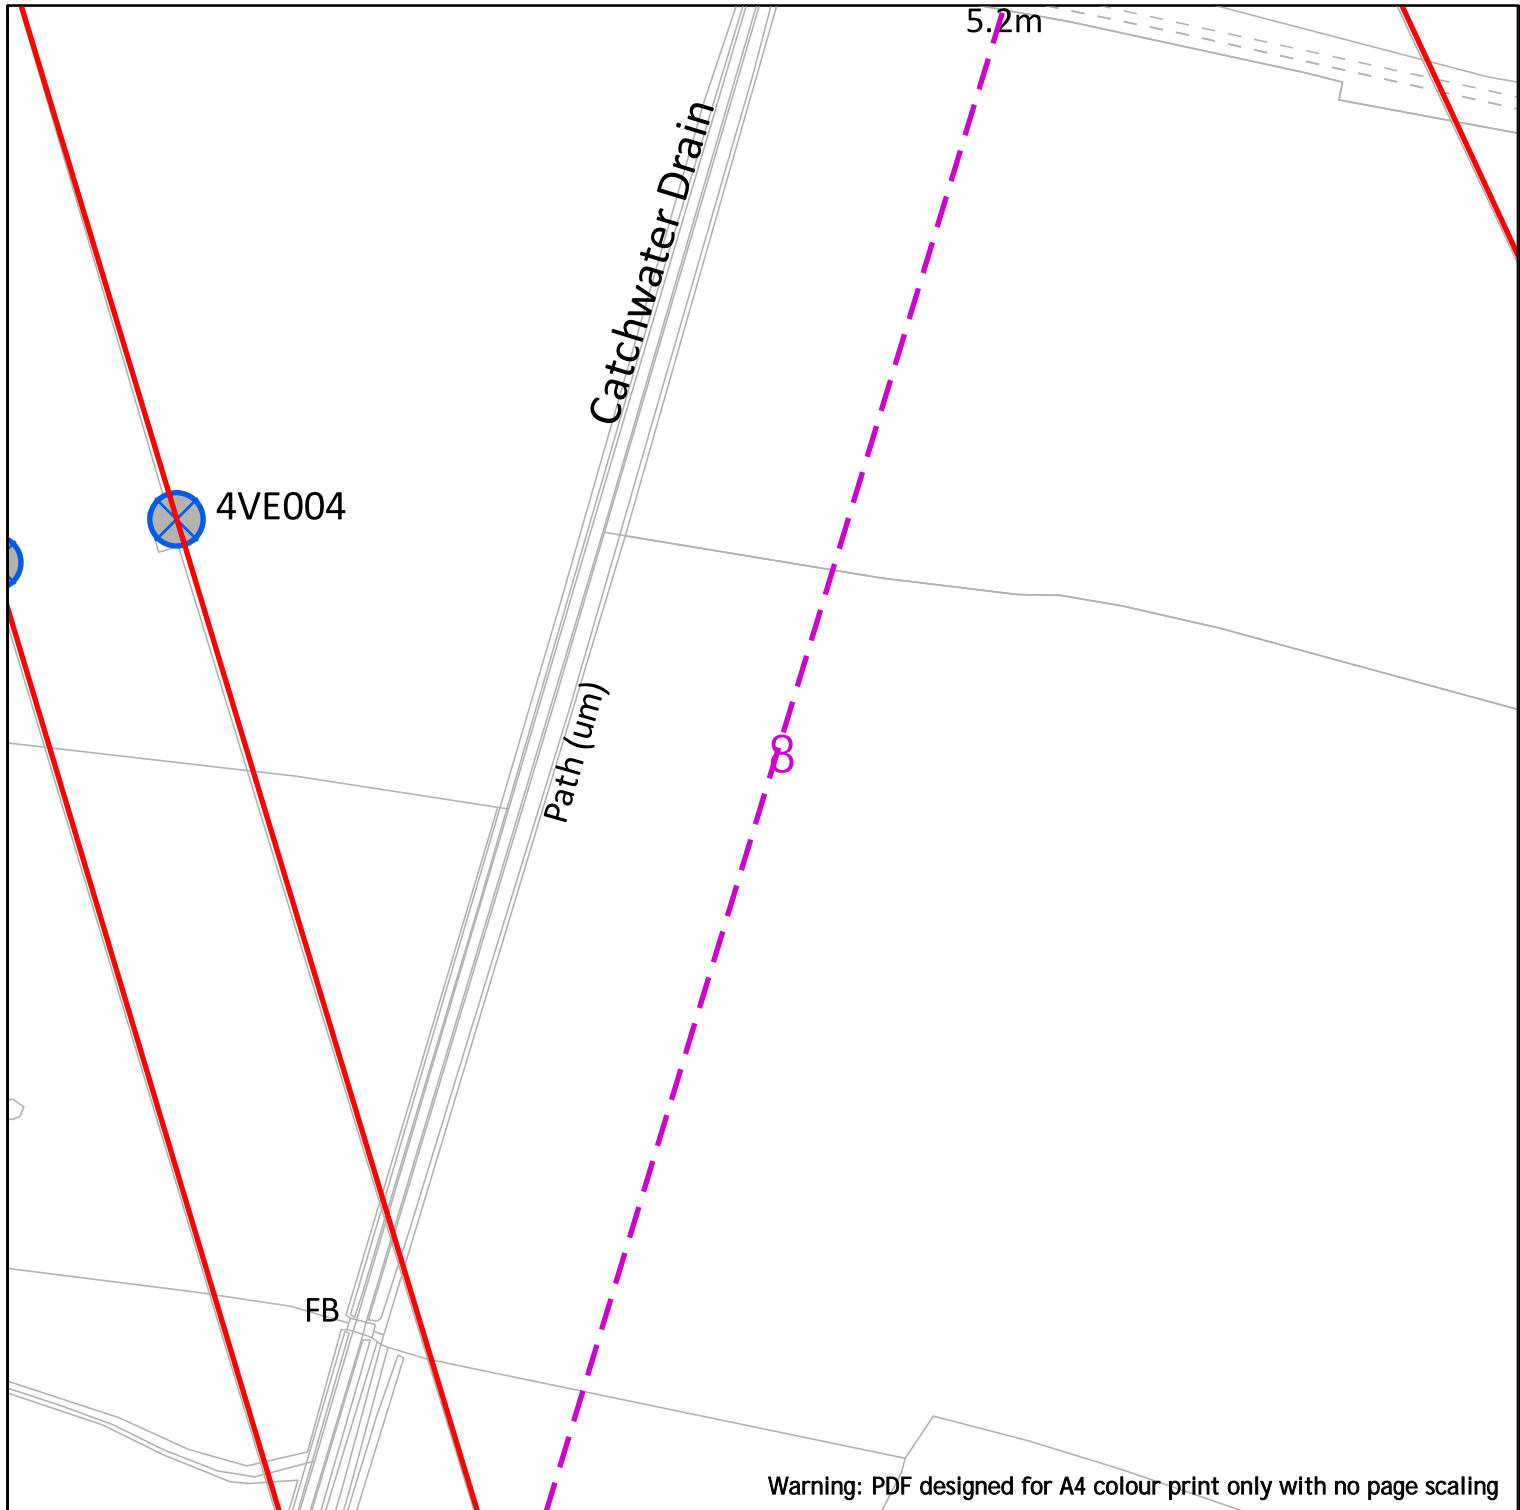 5.2m
Catchwater Drain
4VE004
Path (um)
8
FB
Warning: PDF designed for A4 colour print only with no page scaling